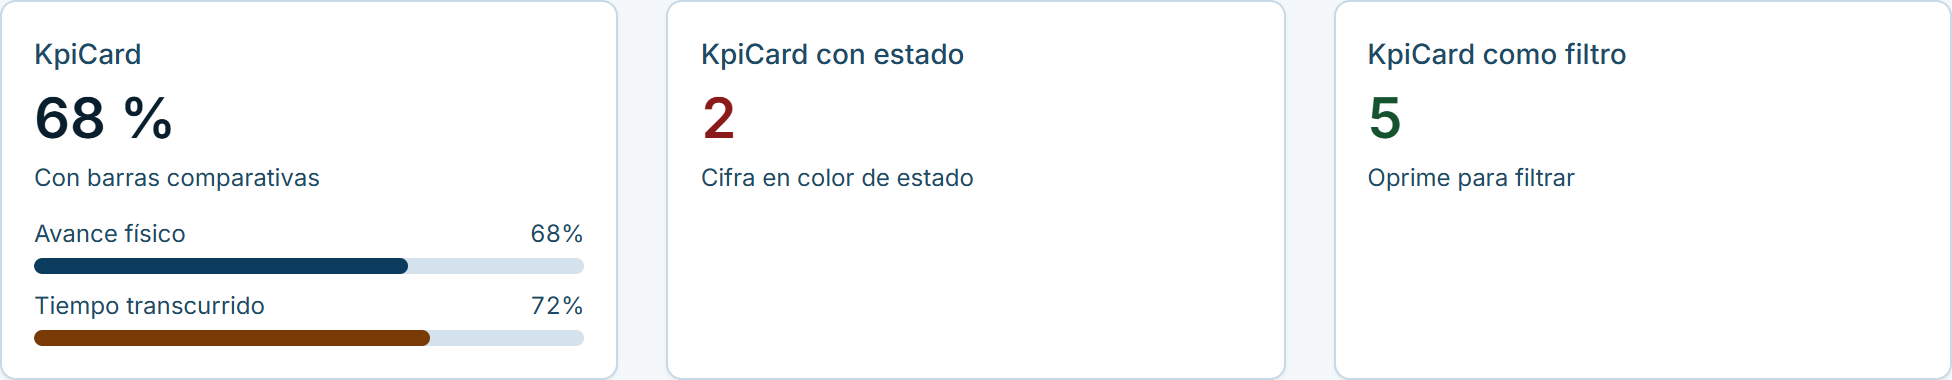 KpiCard
68 %
Con barras comparativas
Avance físico 68%
Tiempo transcurrido 72%
KpiCard con estado
2
Cifra en color de estado
KpiCard como filtro
5
Oprime para filtrar